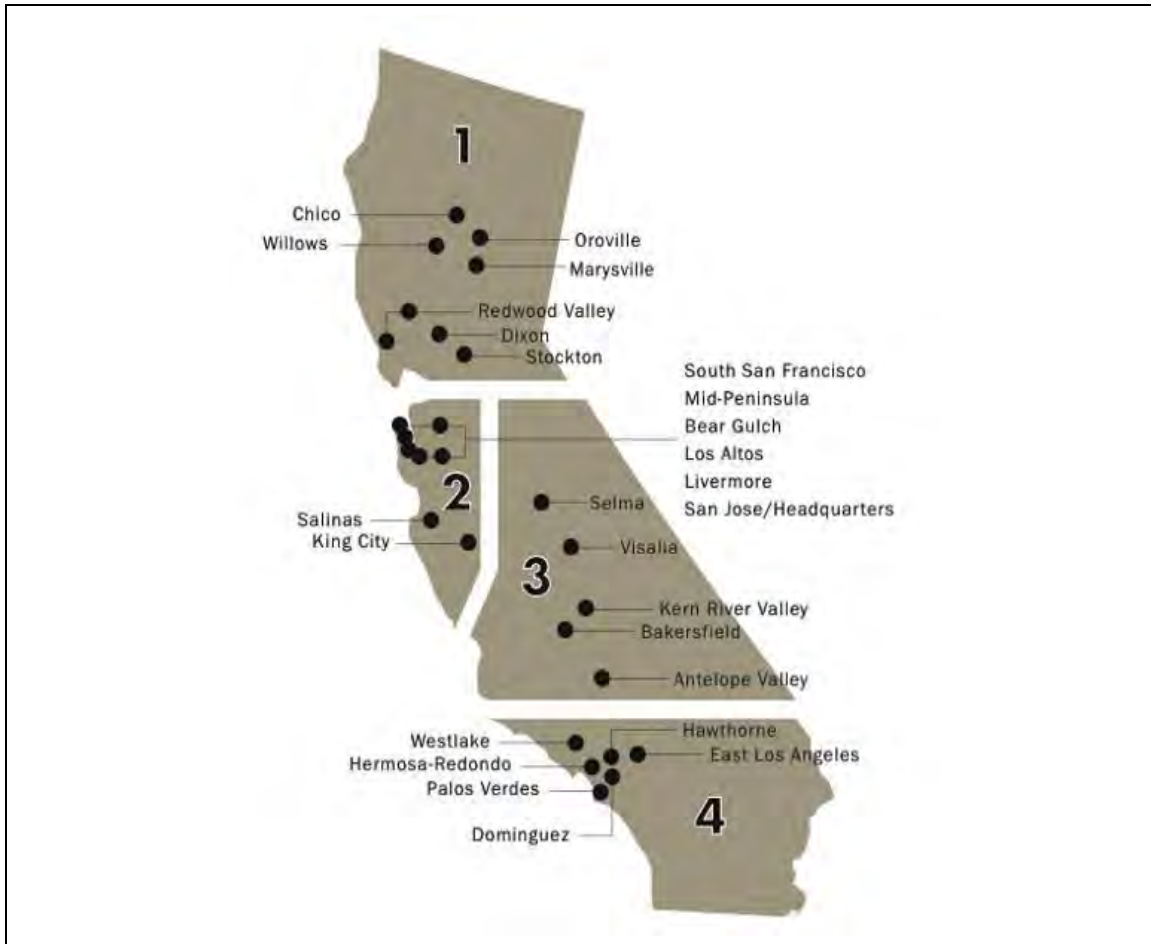 1
Chico
Willows
Oroville
Marysville
Redwood Valley
Dixon
Stockton
South San Francisco
Mid-Peninsula
Bear Gulch
Los Altos
Livermore
San Jose/Headquarters
2
Salinas
King City
Selma
Visalia
3
Kern River Valley
Bakersfield
Antelope Valley
Hawthorne
Westlake
East Los Angeles
Hermosa-Redondo
Palos Verdes
4
Dominguez